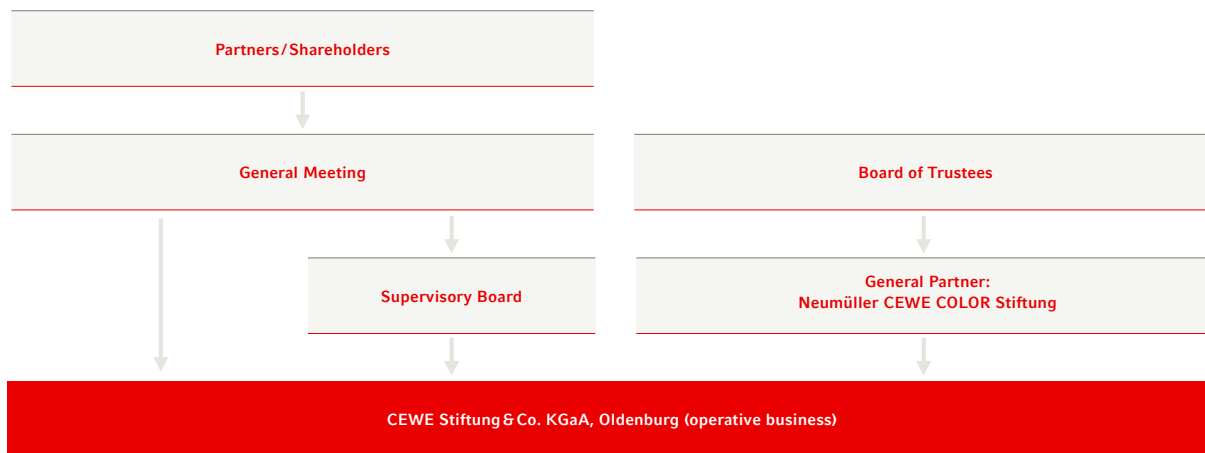 Partners/Shareholders
General Meeting
Board of Trustees
Supervisory Board
General Partner:
Neumüller CEWE COLOR Stiftung
CEWE Stiftung & Co. KGaA, Oldenburg (operative business)